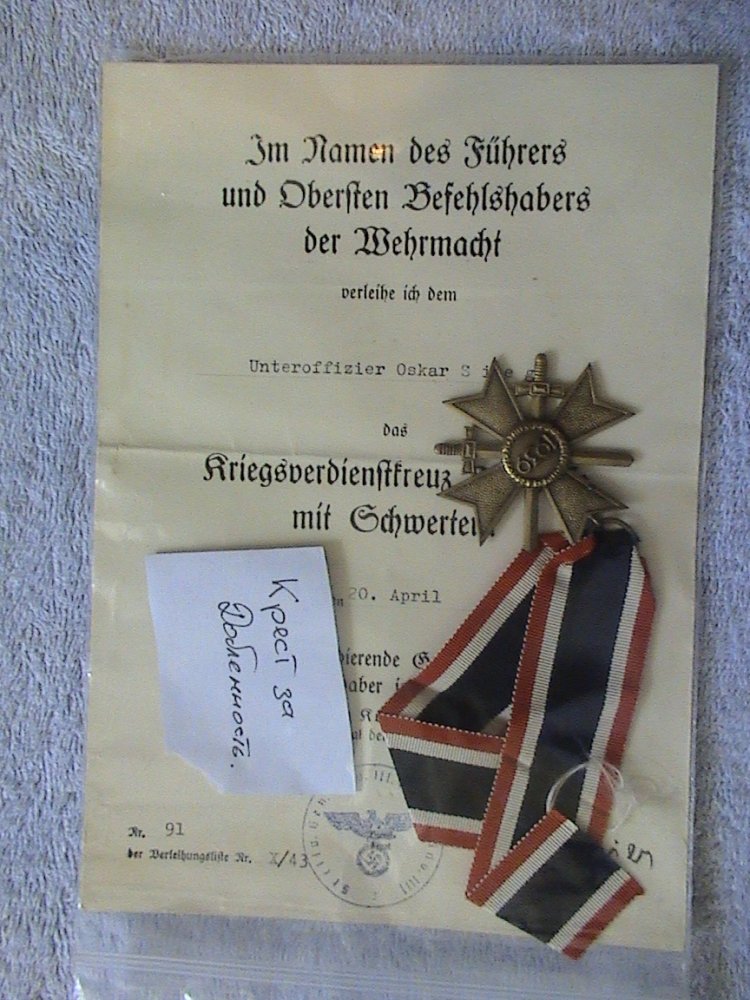 Im Namen des Führers
und Obersten Befehlshabers
der Wehrmacht
verleihe ich dem
Unteroffizier Oskar
das
Kriegsverdienstkreuz
mit Schwertern
20. April
Крест за
Доблесть.
Nr. 91
der Verleihungsliste Nr. X/43
1939